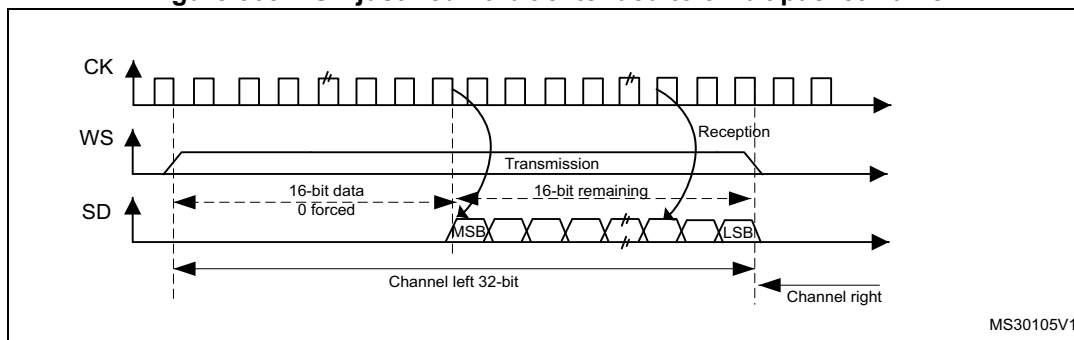 CK
WS
Reception
Transmission
16-bit data
0 forced
16-bit remaining
SD
MSB
LSB
Channel left 32-bit
Channel right
MS30105V1